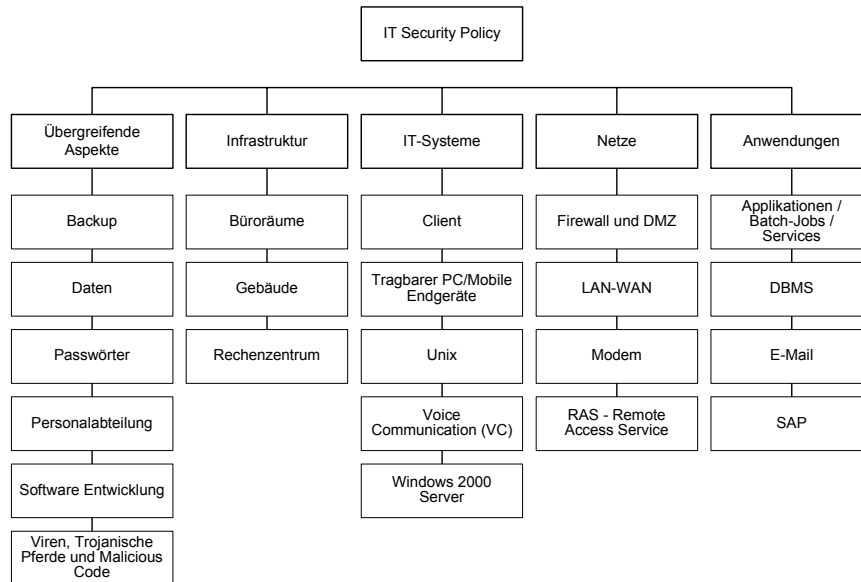 IT Security Policy
Übergreifende
Aspekte
Infrastruktur
IT-Systeme
Netze
Anwendungen
Backup
Büroräume
Client
Firewall und DMZ
Applikationen /
Batch-Jobs /
Services
Daten
Gebäude
Tragbarer PC/Mobile
Endgeräte
LAN-WAN
DBMS
Passwörter
Rechenzentrum
Unix
Modem
E-Mail
Personalabteilung
Voice
Communication (VC)
RAS - Remote
Access Service
SAP
Software Entwicklung
Windows 2000
Server
Viren, Trojanische
Pferde und Malicious
Code